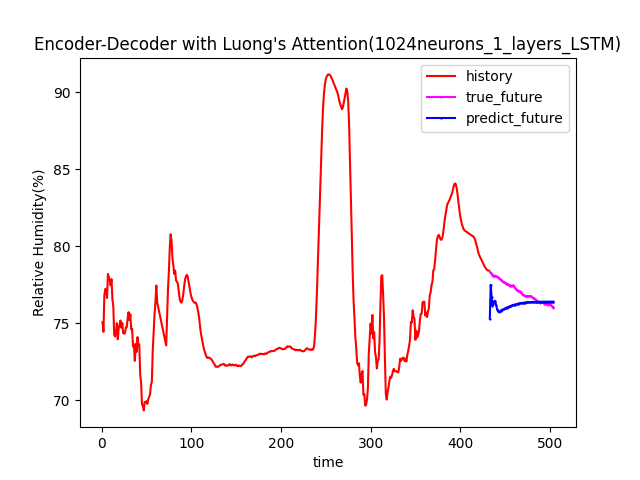 Encoder-Decoder with Luong's Attention(1024neurons_1_layers_LSTM)
history
true_future
predict_future
Relative Humidity(%)
90
85
80
75
70
0 100 200 300 400 500
time